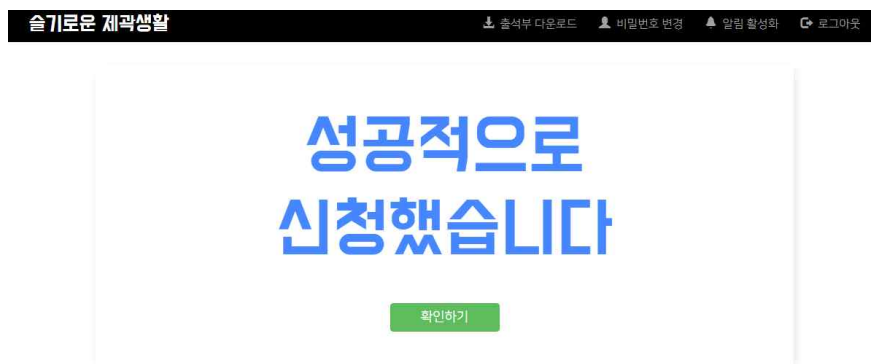 슬기로운 제곽생활
출석부 다운로드 비밀번호 변경 알림 활성화 로그아웃
성공적으로
신청했습니다
확인하기